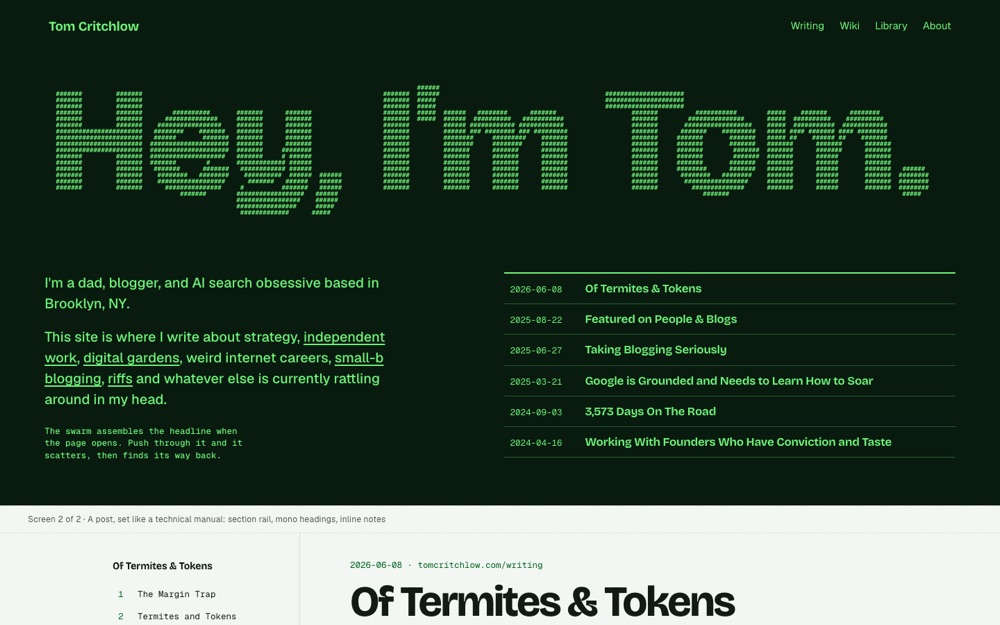 Tom Critchlow
Writing
Wiki
Library
About
Hey, I'm Tom.
I'm a dad, blogger, and AI search obsessive based in
Brooklyn, NY.
This site is where I write about strategy, independent
work, digital gardens, weird internet careers, small-b
blogging, riffs and whatever else is currently rattling
around in my head.
The swarm assembles the headline when
the page opens. Push through it and it
scatters, then finds its way back.
2026-06-08 Of Termites & Tokens
2025-08-22 Featured on People & Blogs
2025-06-27 Taking Blogging Seriously
2025-03-21 Google is Grounded and Needs to Learn How to Soar
2024-09-03 3,573 Days On The Road
2024-04-16 Working With Founders Who Have Conviction and Taste
Screen 2 of 2 · A post, set like a technical manual: section rail, mono headings, inline notes
Of Termites & Tokens
1 The Margin Trap
2 Termites and Tokens
2026-06-08 · tomcritchlow.com/writing
Of Termites & Tokens